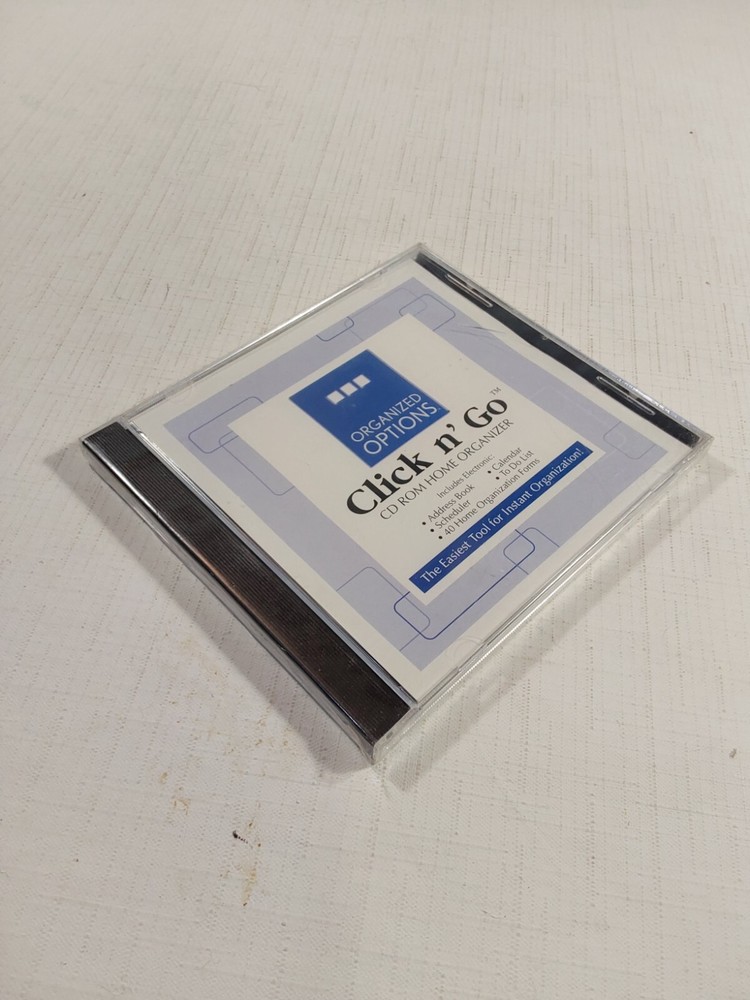 ORGANIZED
OPTIONS
Click n' Go™
CD ROM HOME ORGANIZER
Includes Electronic:
• Address Book • Calendar
• Scheduler • To Do List
• 40 Home Organization Forms
The Easiest Tool for Instant Organization!